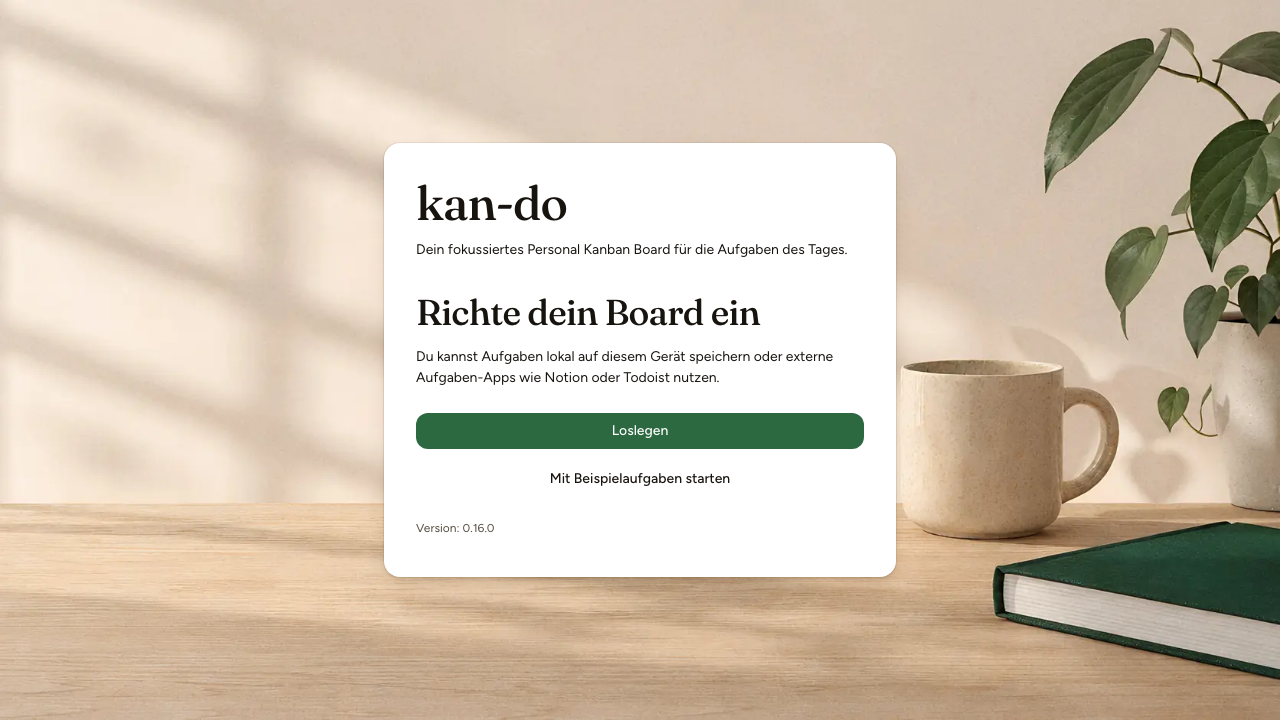 kan-do
Dein fokussiertes Personal Kanban Board für die Aufgaben des Tages.
Richte dein Board ein
Du kannst Aufgaben lokal auf diesem Gerät speichern oder externe
Aufgaben-Apps wie Notion oder Todoist nutzen.
Loslegen
Mit Beispielaufgaben starten
Version: 0.16.0